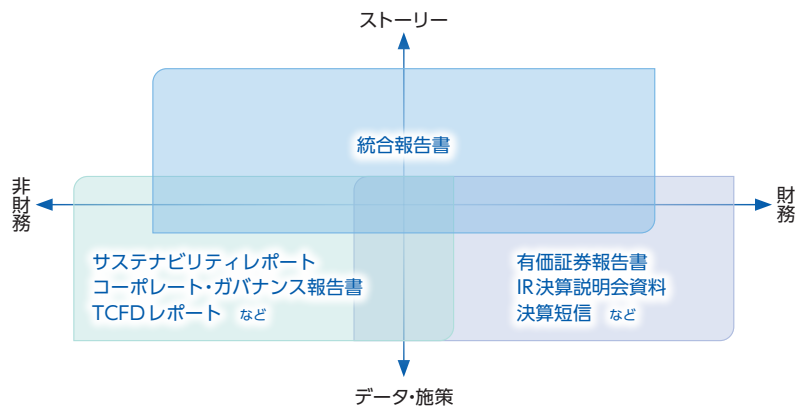 ストーリー
統合報告書
非財務
財務
サステナビリティレポート
コーポレート・ガバナンス報告書
TCFDレポート など
有価証券報告書
IR決算説明会資料
決算短信 など
データ・施策